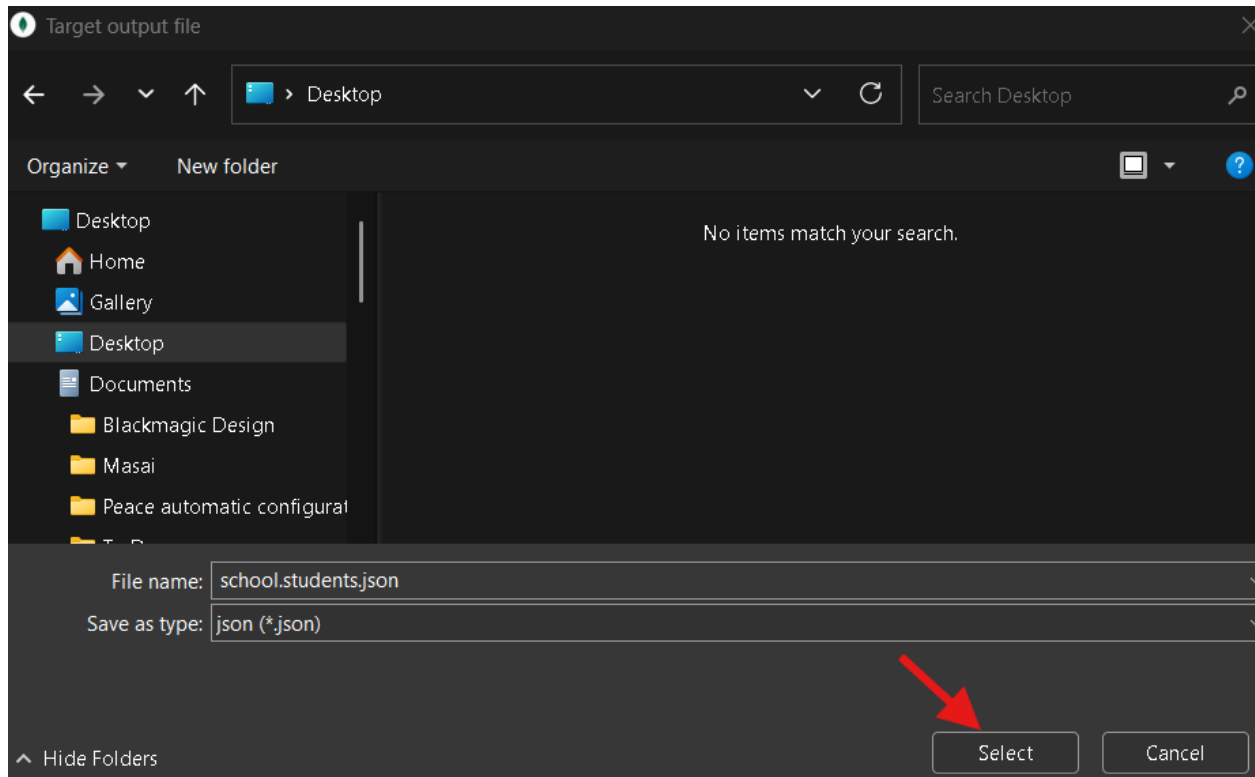 Target output file
Desktop
Search Desktop
Organize
New folder
Desktop
Home
Gallery
Desktop
Documents
Blackmagic Design
Masai
Peace automatic configurat
No items match your search.
File name: school.students.json
Save as type: json (*.json)
Hide Folders
Select
Cancel